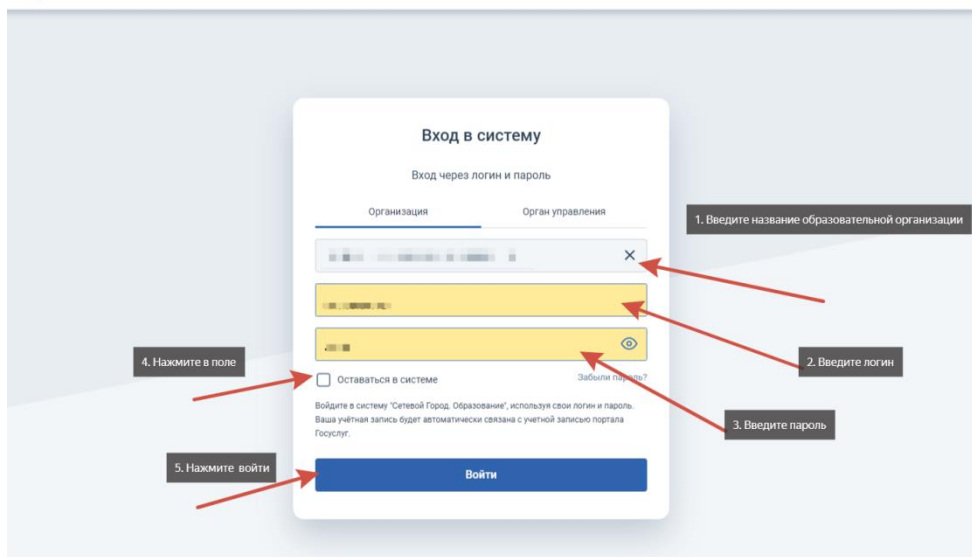 Вход в систему
Вход через логин и пароль
Организация
Орган управления
1. Введите название образовательной организации
2. Введите логин
4. Нажмите в поле
Оставаться в системе
Забыли пароль?
3. Введите пароль
Войдите в систему "Сетевой Город. Образование", используя свои логин и пароль.
Ваша учётная запись будет автоматически связана с учетной записью портала
Госуслуг.
5. Нажмите войти
Войти